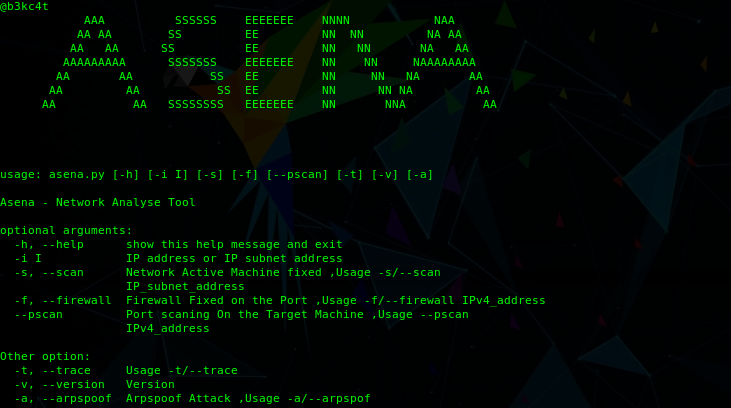 @b3kc4t
            AAA          SSSSSS    EEEEEEE    NNNN            NAA
           AA AA        SS         EE         NN  NN         NA AA
          AA   AA      SS          EE         NN   NN       NA   AA
         AAAAAAAAA      SSSSSSS    EEEEEEE    NN    NN     NAAAAAAAA
        AA       AA           SS   EE         NN     NN   NA       AA
       AA         AA           SS  EE         NN      NN NA         AA
      AA           AA   SSSSSSSS   EEEEEEE    NN       NNA           AA
usage: asena.py [-h] [-i I] [-s] [-f] [--pscan] [-t] [-v] [-a]
Asena - Network Analyse Tool
optional arguments:
  -h, --help      show this help message and exit
  -i I            IP address or IP subnet address
  -s, --scan      Network Active Machine fixed ,Usage -s/--scan
                  IP_subnet_address
  -f, --firewall  Firewall Fixed on the Port ,Usage -f/--firewall IPv4_address
  --pscan         Port scaning On the Target Machine ,Usage --pscan
                  IPv4_address
Other option:
  -t, --trace     Usage -t/--trace
  -v, --version   Version
  -a, --arpspoof  Arpspoof Attack ,Usage -a/--arpspof